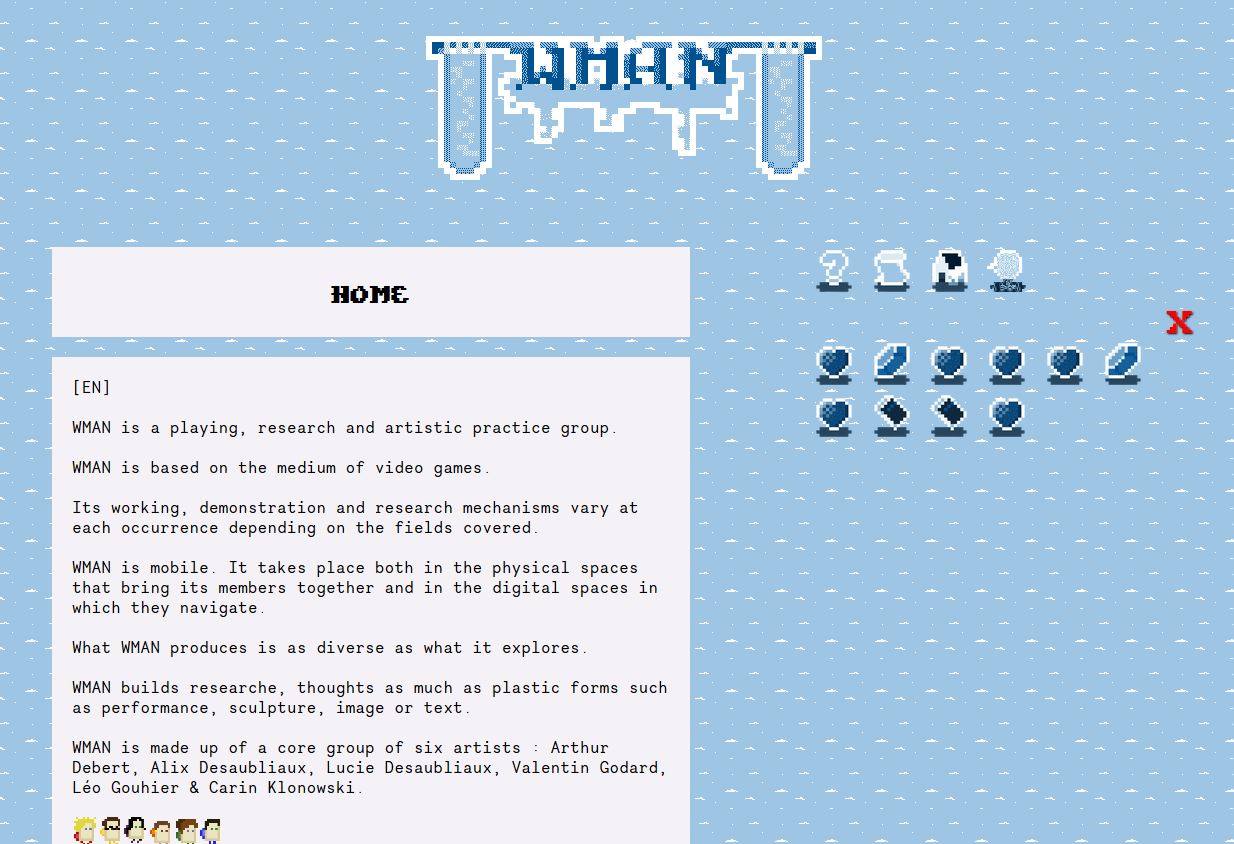 WMAN
HOME
X
[EN]
WMAN is a playing, research and artistic practice group.
WMAN is based on the medium of video games.
Its working, demonstration and research mechanisms vary at
each occurrence depending on the fields covered.
WMAN is mobile. It takes place both in the physical spaces
that bring its members together and in the digital spaces in
which they navigate.
What WMAN produces is as diverse as what it explores.
WMAN builds researche, thoughts as much as plastic forms such
as performance, sculpture, image or text.
WMAN is made up of a core group of six artists : Arthur
Debert, Alix Desaubliaux, Lucie Desaubliaux, Valentin Godard,
Léo Gouhier & Carin Klonowski.